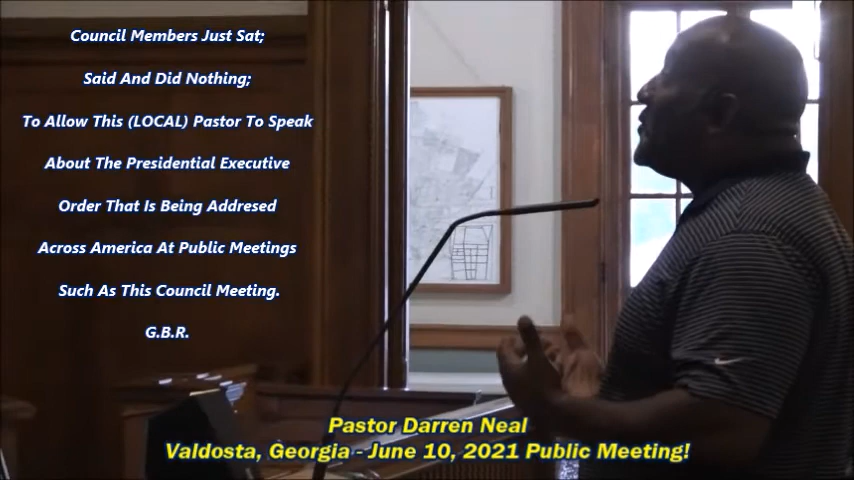 Council Members Just Sat;
Said And Did Nothing;
To Allow This (LOCAL) Pastor To Speak
About The Presidential Executive
Order That Is Being Addresed
Across America At Public Meetings
Such As This Council Meeting.
G.B.R.
Pastor Darren Neal
Valdosta, Georgia - June 10, 2021 Public Meeting!